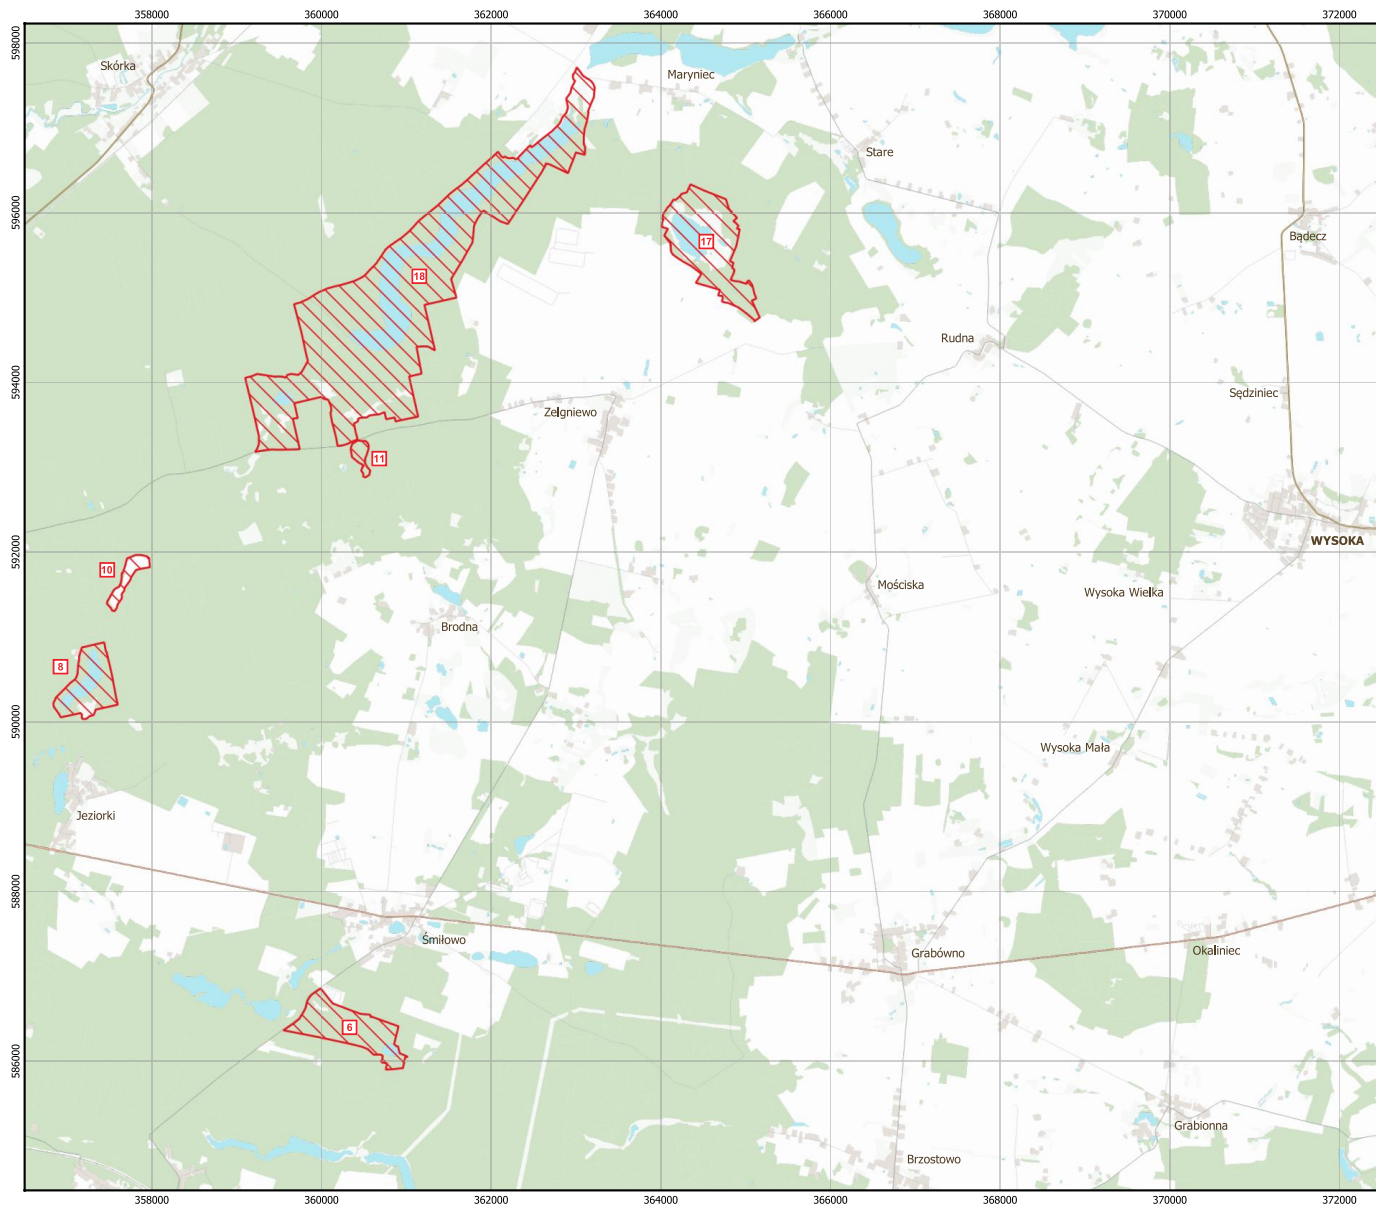 358000 360000 362000 364000 366000 368000 370000 372000
598000
Skórka
Maryniec
Stare
596000
17
Bądecz
18
Rudna
594000
Sędziniec
Zelgniewo
11
592000
WYSOKA
10
Mościska
Wysoka Wielka
Brodna
8
590000
Wysoka Mała
Jeziorki
588000
Śmiłowo
Okaliniec
Grabówno
6
586000
Grabionna
Brzostowo
358000 360000 362000 364000 366000 368000 370000 372000